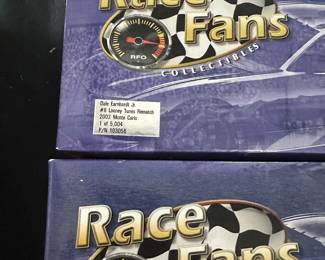 Race
Fans
RFO
COLLECTIBLES
Dale Earnhardt Jr.
#8 Looney Tunes Rematch
2002 Monte Carlo
1 of 5,004
P/N 103056
Race
Fans